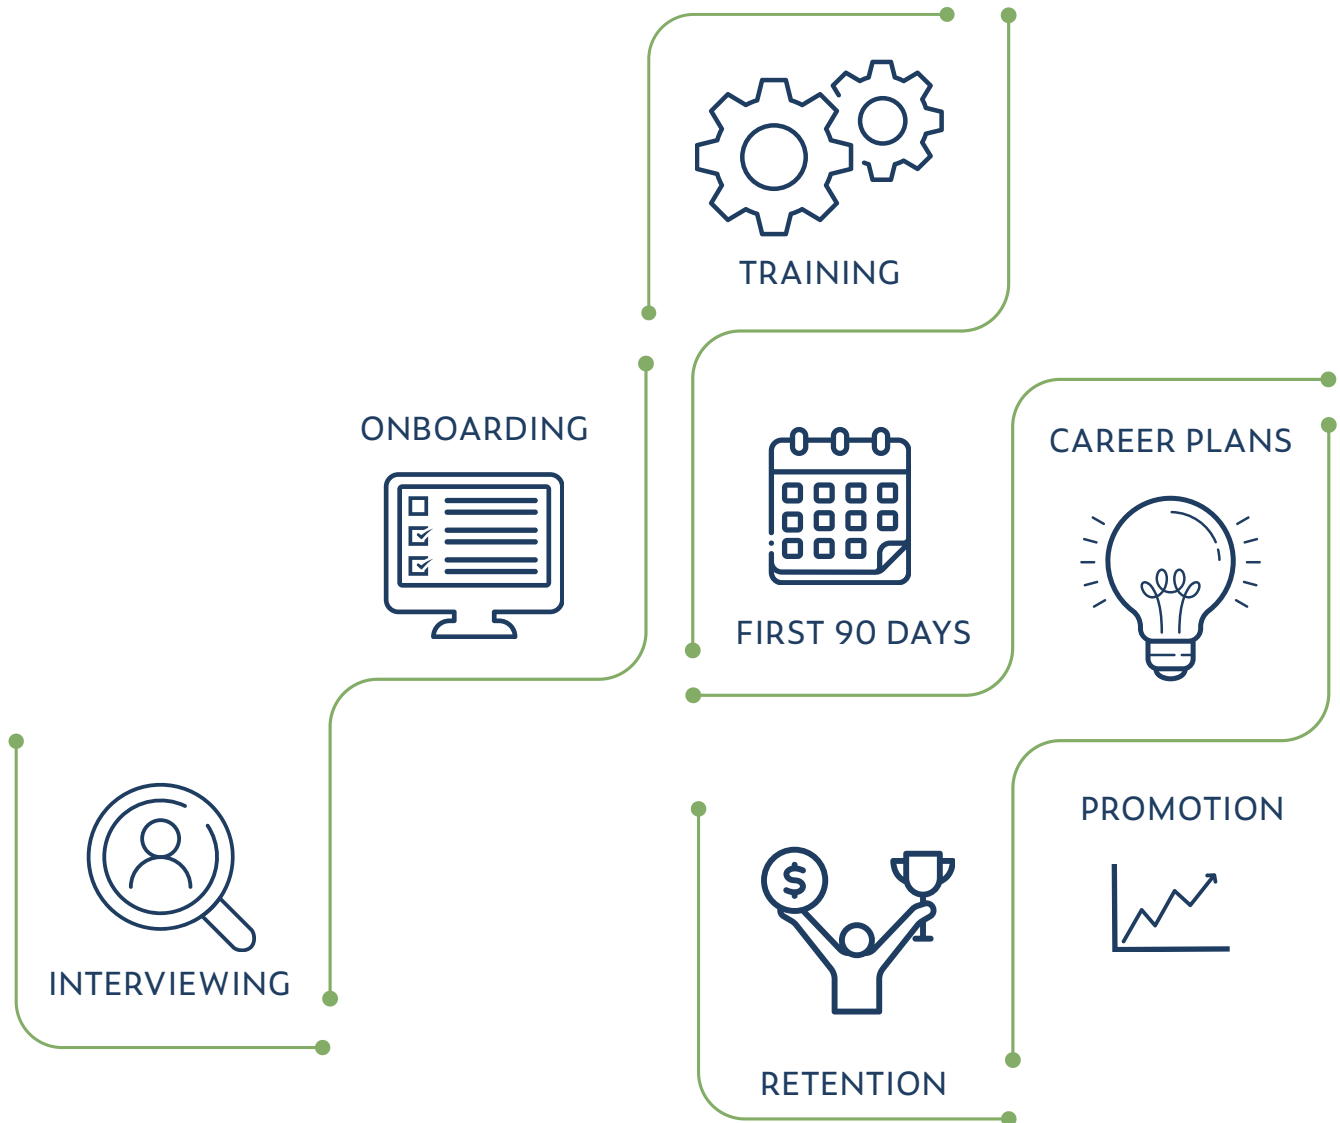 TRAINING
ONBOARDING
CAREER PLANS
FIRST 90 DAYS
PROMOTION
$
INTERVIEWING
RETENTION